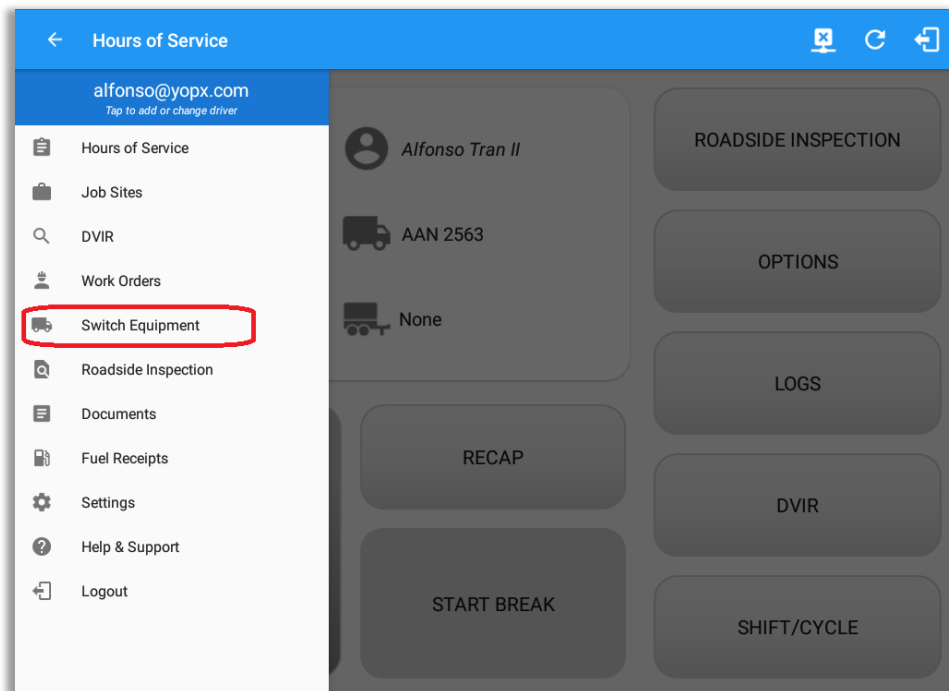 Hours of Service
alfonso@yopx.com
Tap to add or change driver
Hours of Service
Job Sites
DVIR
Work Orders
Switch Equipment
Roadside Inspection
Documents
Fuel Receipts
Settings
Help & Support
Logout
Alfonso Tran II
AAN 2563
None
RECAP
START BREAK
ROADSIDE INSPECTION
OPTIONS
LOGS
DVIR
SHIFT/CYCLE